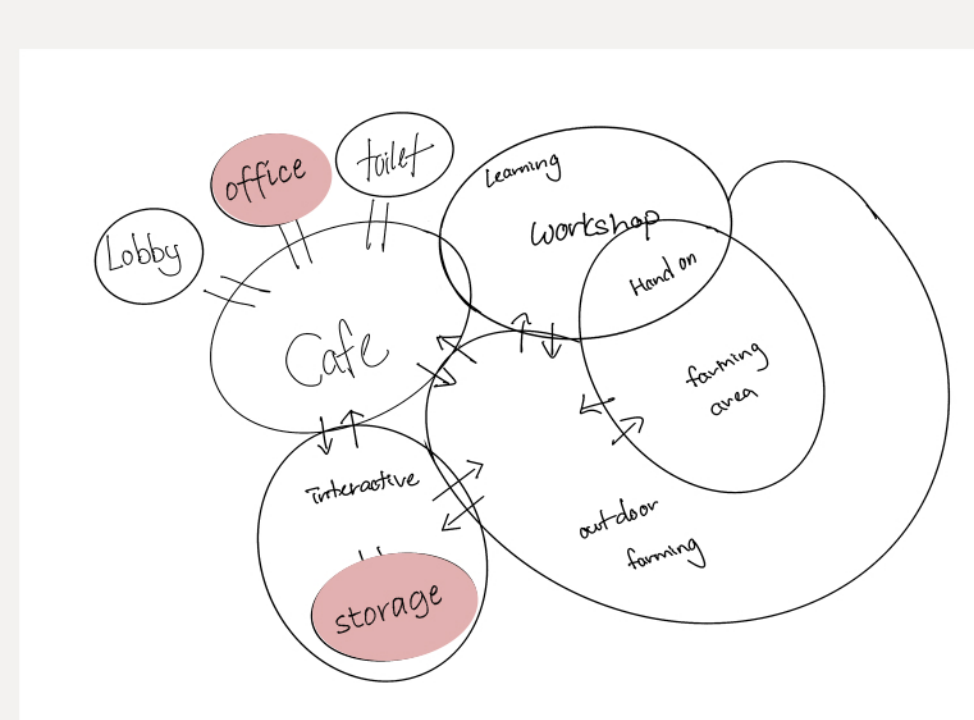 office
toilet
Lobby
Learning
workshop
Hand on
Cafe
farming
area
interactive
outdoor
farming
storage